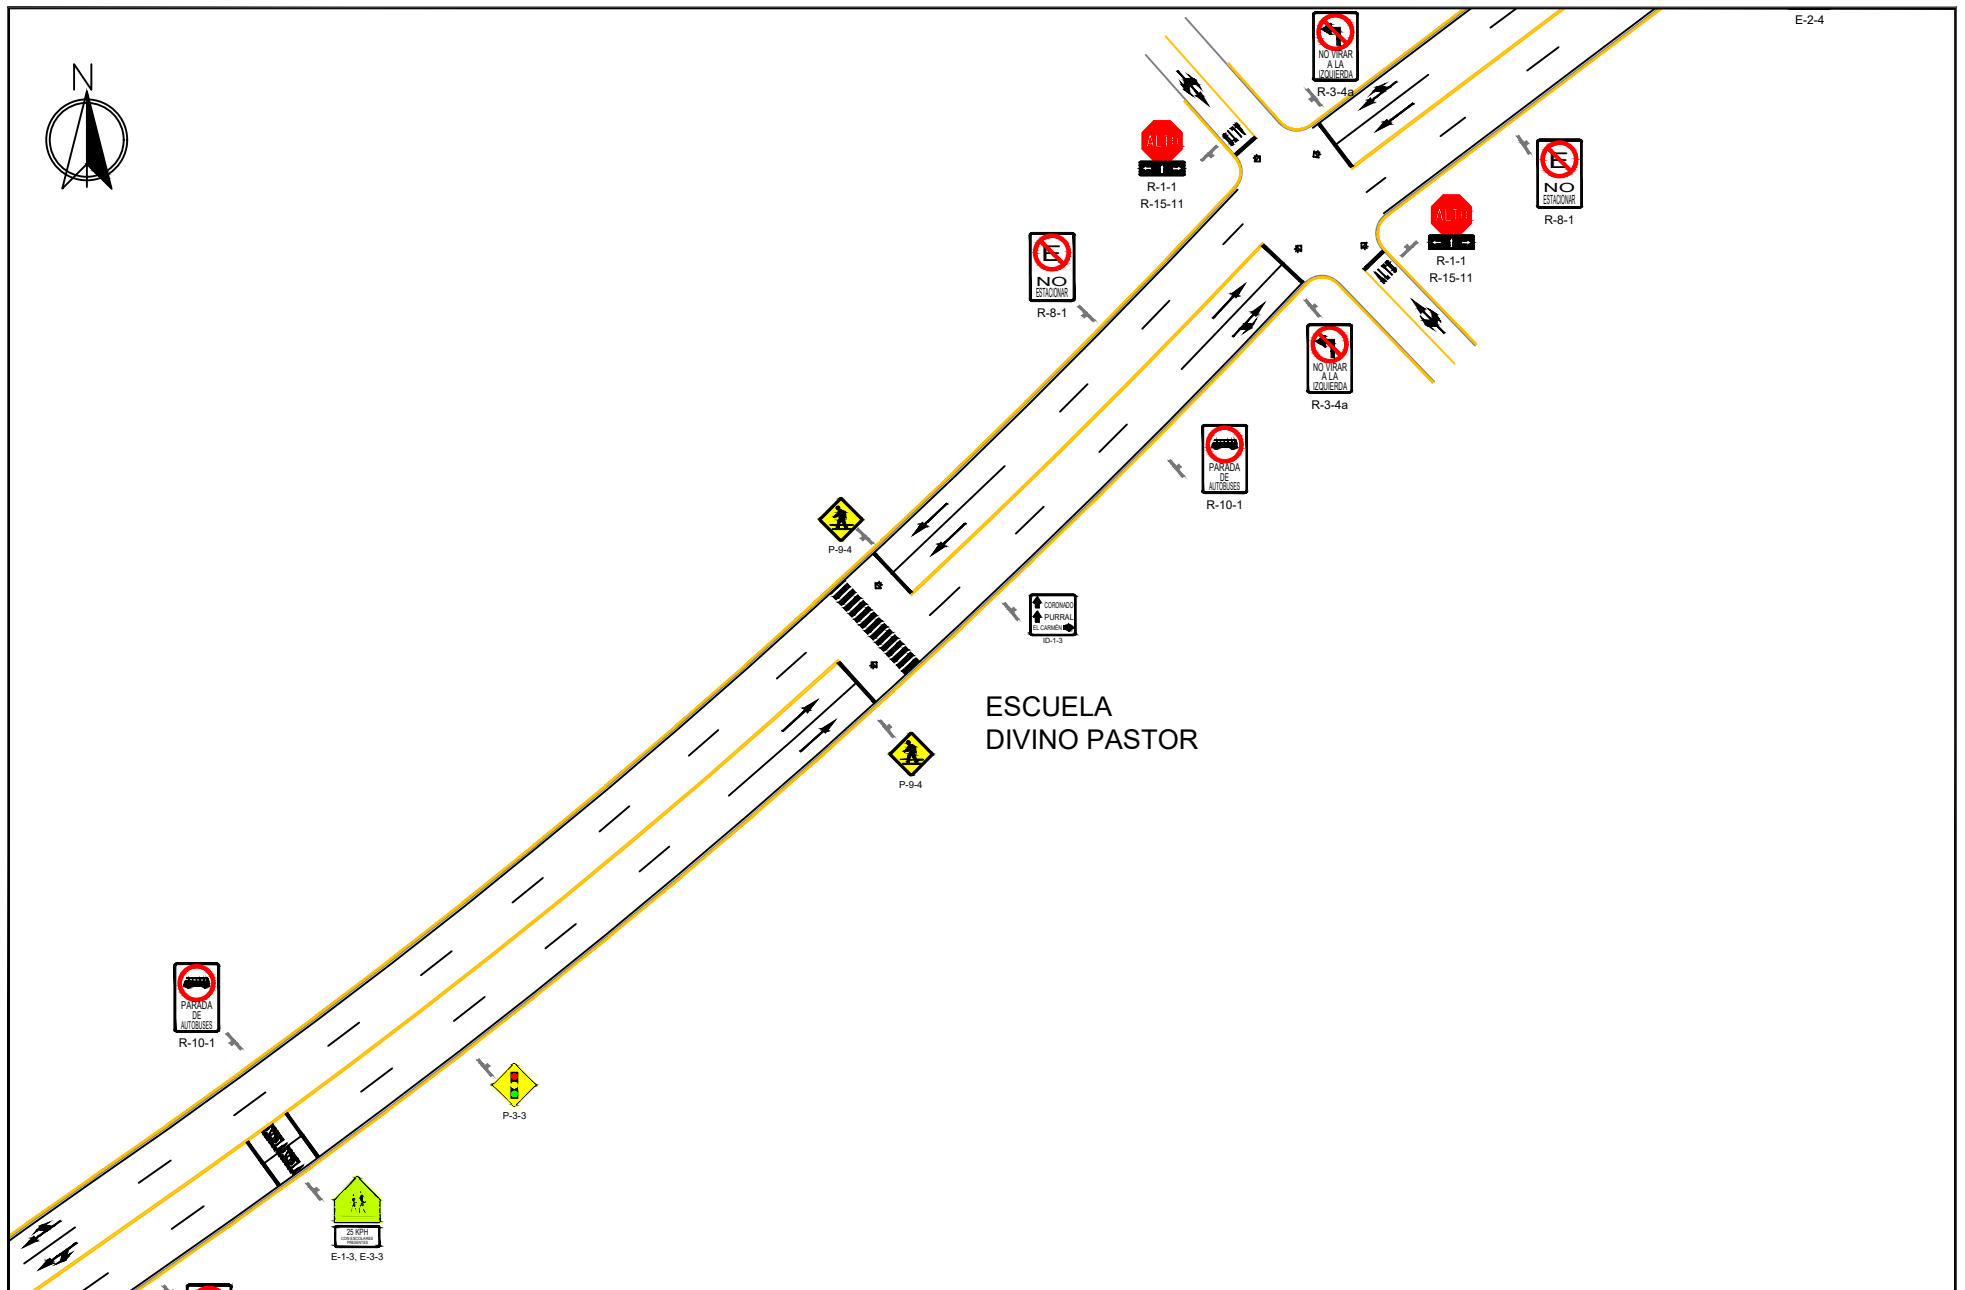 E-2-4
N
NO VIRAR
A LA
IZQUIERDA
R-3-4a
ALTO
R-1-1
R-15-11
E
NO
ESTACIONAR
R-8-1
ALTO
R-1-1
R-15-11
E
NO
ESTACIONAR
R-8-1
ALTO
ALTO
NO VIRAR
A LA
IZQUIERDA
R-3-4a
PARADA
DE
AUTOBUSES
R-10-1
P-9-4
CORONADO
PURRAL
EL CARMEN
ID-1-3
ESCUELA
DIVINO PASTOR
P-9-4
PARADA
DE
AUTOBUSES
R-10-1
P-3-3
25 KPH
CON ESCOLARES
PRESENTES
E-1-3, E-3-3